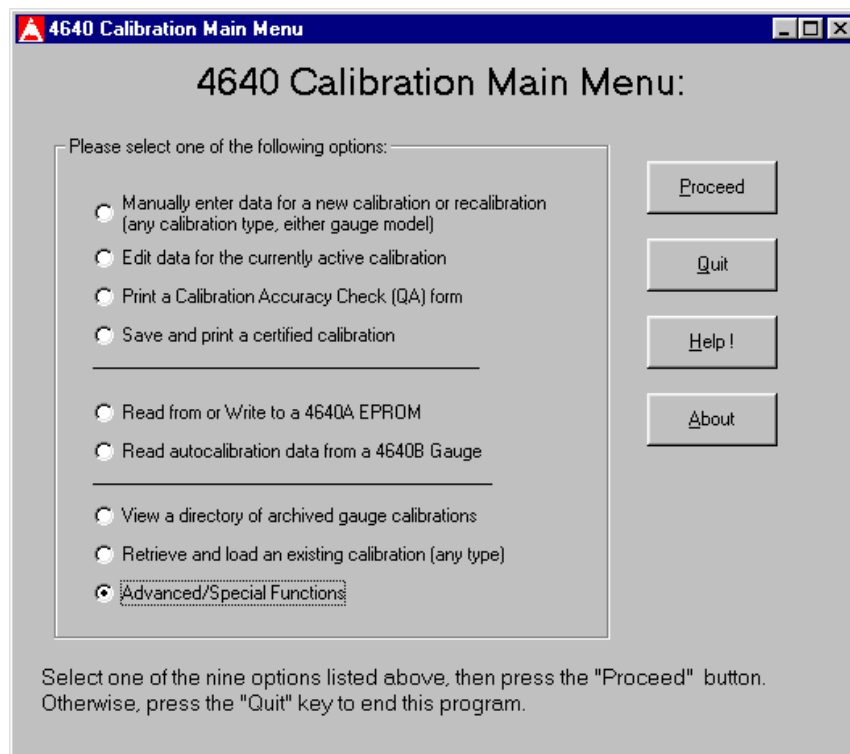 4640 Calibration Main Menu
4640 Calibration Main Menu:
Please select one of the following options:
Manually enter data for a new calibration or recalibration
(any calibration type, either gauge model)
Edit data for the currently active calibration
Print a Calibration Accuracy Check (QA) form
Save and print a certified calibration
Read from or Write to a 4640A EPROM
Read autocalibration data from a 4640B Gauge
View a directory of archived gauge calibrations
Retrieve and load an existing calibration (any type)
Advanced/Special Functions
Proceed
Quit
Help !
About
Select one of the nine options listed above, then press the "Proceed" button.
Otherwise, press the "Quit" key to end this program.